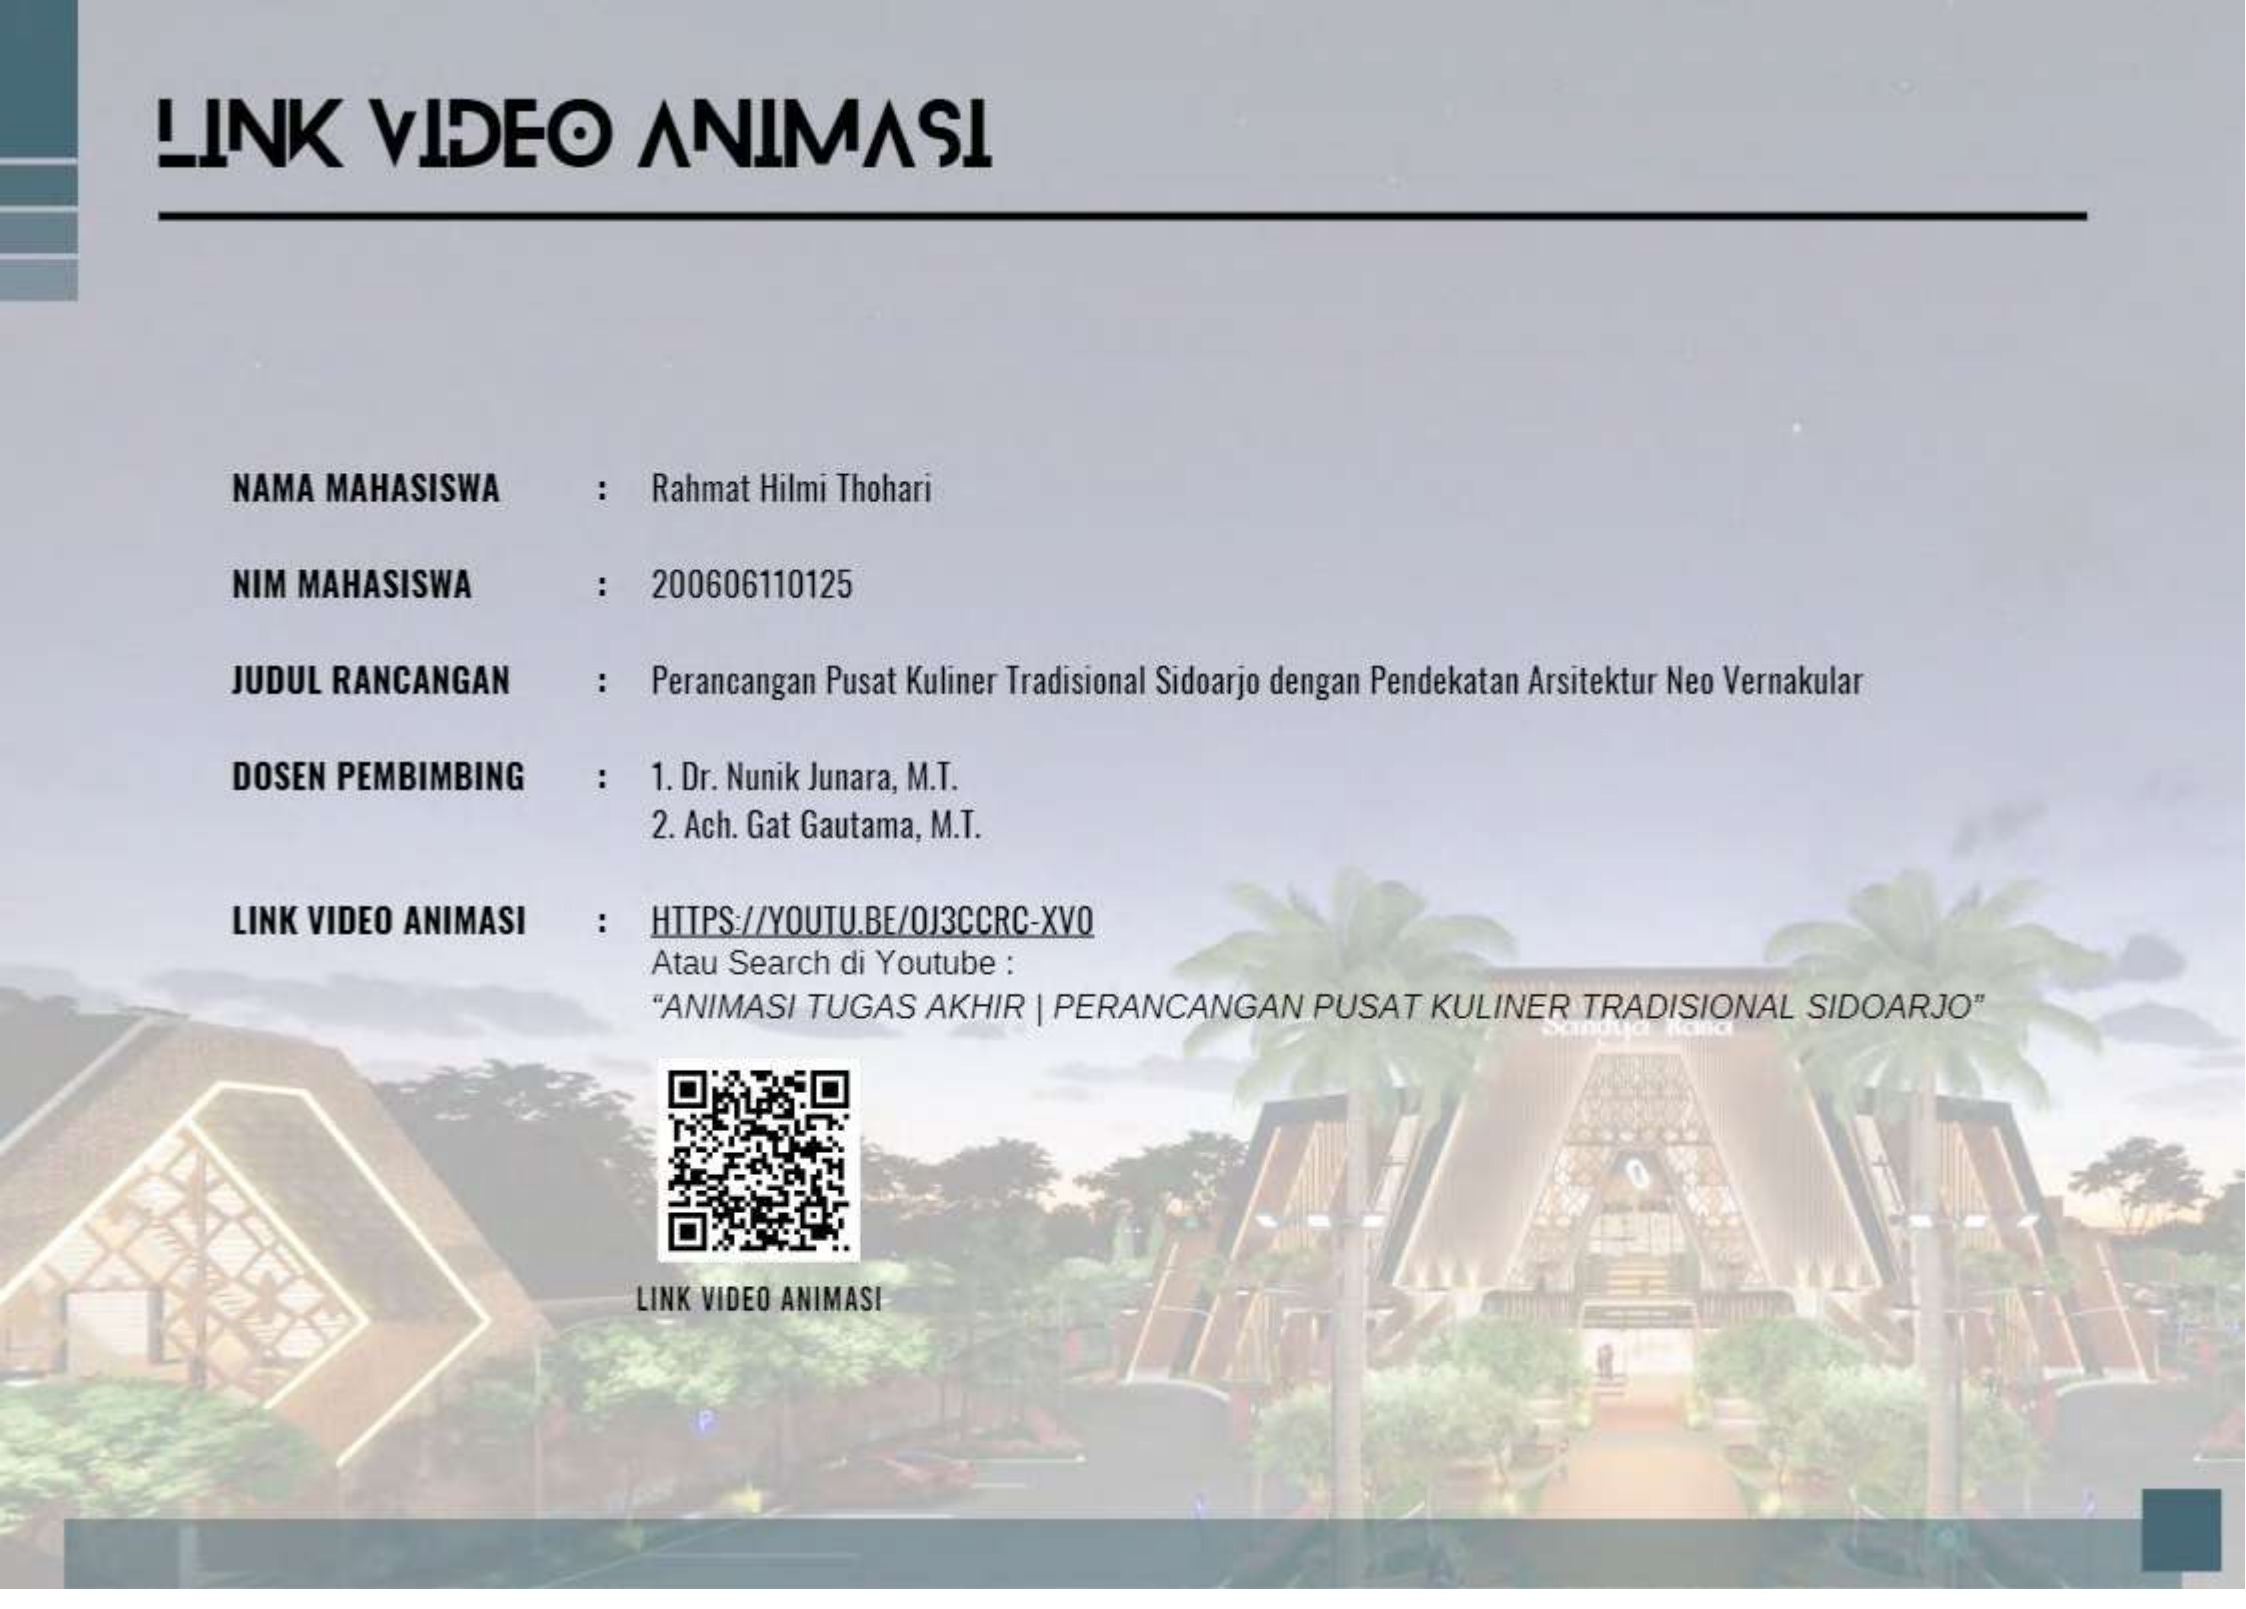 LINK VIDEO ANIMASI
NAMA MAHASISWA : Rahmat Hilmi Thohari
NIM MAHASISWA : 200606110125
JUDUL RANCANGAN : Perancangan Pusat Kuliner Tradisional Sidoarjo dengan Pendekatan Arsitektur Neo Vernakular
DOSEN PEMBIMBING : 1. Dr. Nunik Junara, M.T.
2. Ach. Gat Gautama, M.T.
LINK VIDEO ANIMASI : HTTPS://YOUTU.BE/OJ3CCRC-XV0
Atau Search di Youtube :
“ANIMASI TUGAS AKHIR | PERANCANGAN PUSAT KULINER TRADISIONAL SIDOARJO”
LINK VIDEO ANIMASI
P